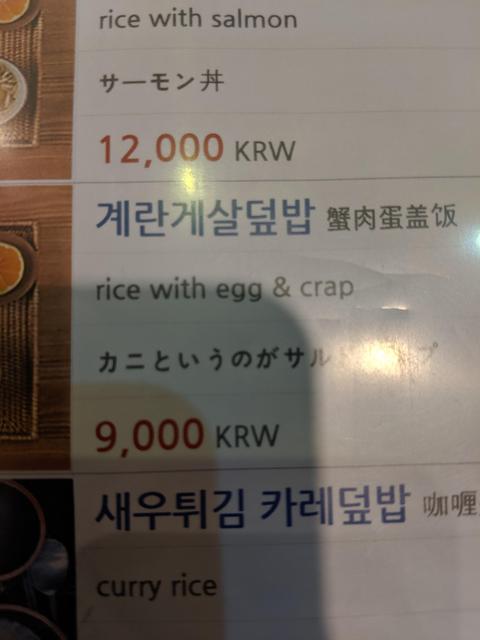 rice with salmon
サーモン丼
12,000 KRW
계란게살덮밥 蟹肉蛋盖饭
rice with egg & crap
カニというのがサル
9,000 KRW
새우튀김 카레덮밥 咖喱
curry rice